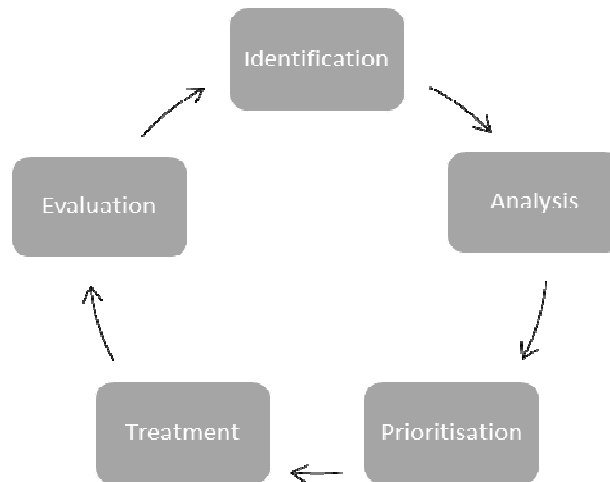 Identification
Analysis
Prioritisation
Treatment
Evaluation